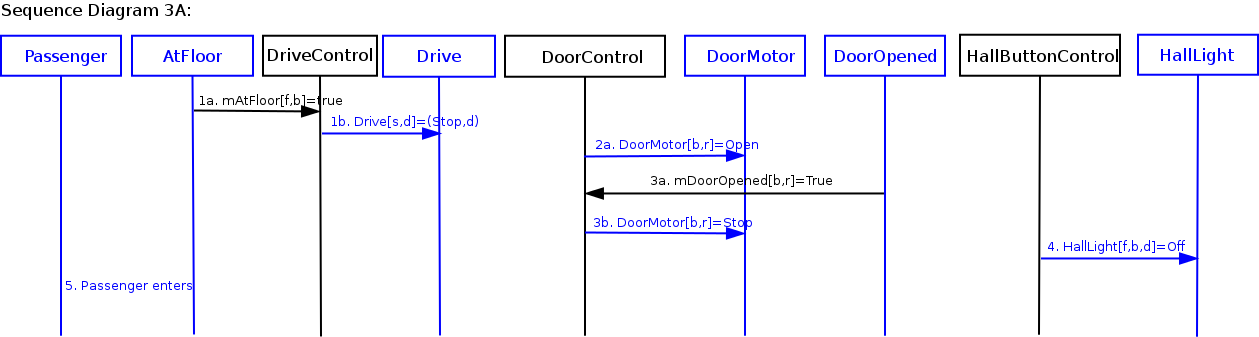 Sequence Diagram 3A:
Passenger
AtFloor
DriveControl
Drive
DoorControl
DoorMotor
DoorOpened
HallButtonControl
HallLight
1a. mAtFloor[f,b]=true
1b. Drive[s,d]=(Stop,d)
2a. DoorMotor[b,r]=Open
3a. mDoorOpened[b,r]=True
3b. DoorMotor[b,r]=Stop
4. HallLight[f,b,d]=Off
5. Passenger enters